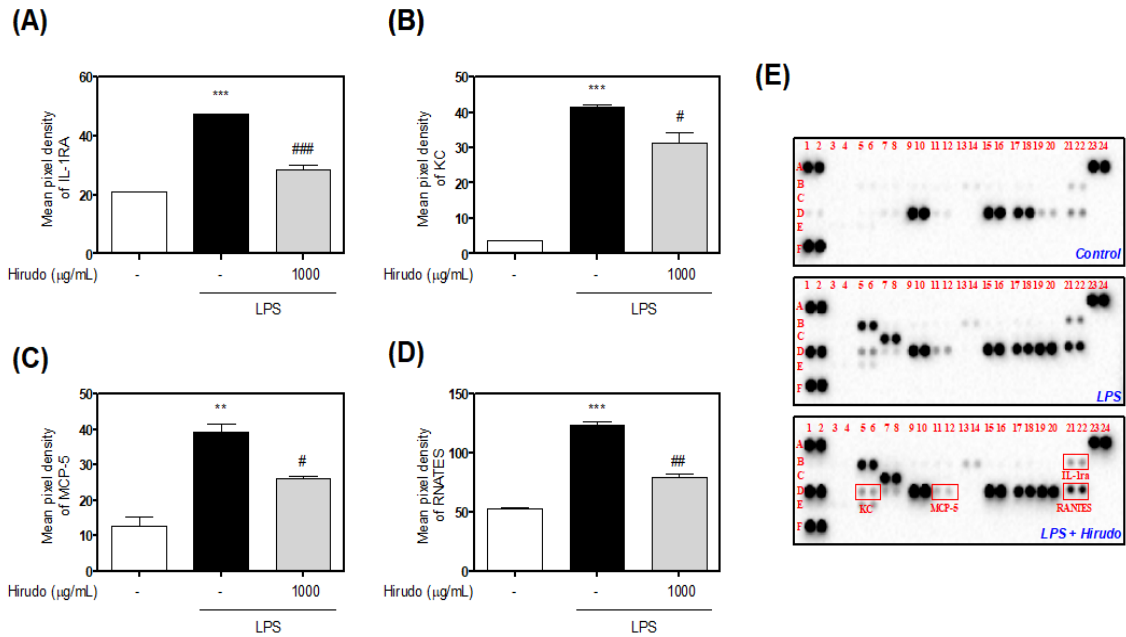 (A)
Mean pixel density
of IL-1RA
60
40
20
0
***
###
Hirudo (μg/mL) - - 1000
LPS
(B)
Mean pixel density
of KC
50
40
30
20
10
0
***
#
Hirudo (μg/mL) - - 1000
LPS
(C)
Mean pixel density
of MCP-5
50
40
30
20
10
0
**
#
Hirudo (μg/mL) - - 1000
LPS
(D)
Mean pixel density
of RNATES
150
100
50
0
***
##
Hirudo (μg/mL) - - 1000
LPS
(E)
1 2 3 4 5 6 7 8 9 10 11 12 13 14 15 16 17 18 19 20 21 22 23 24
A
B
C
D
E
F
Control
1 2 3 4 5 6 7 8 9 10 11 12 13 14 15 16 17 18 19 20 21 22 23 24
A
B
C
D
E
F
LPS
1 2 3 4 5 6 7 8 9 10 11 12 13 14 15 16 17 18 19 20 21 22 23 24
A
B
C
IL-1ra
D
E
KC MCP-5 RANTES
F
LPS + Hirudo